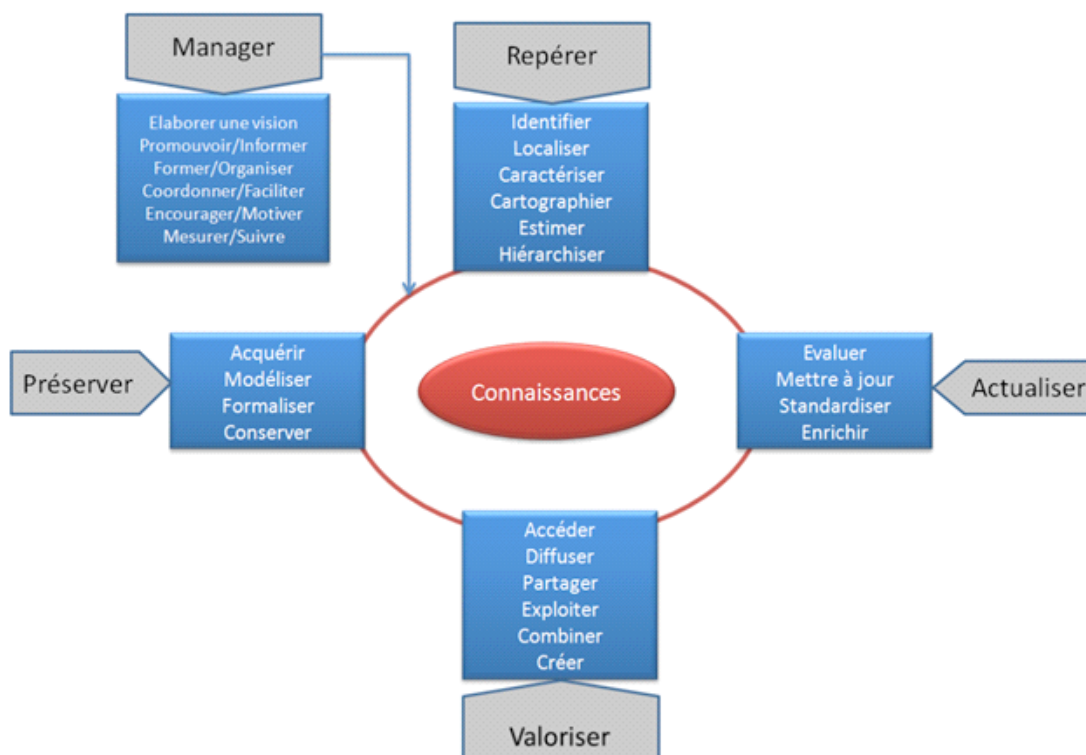 Manager
Elaborer une vision
Promouvoir/Informer
Former/Organiser
Coordonner/Faciliter
Encourager/Motiver
Mesurer/Suivre
Repérer
Identifier
Localiser
Caractériser
Cartographier
Estimer
Hiérarchiser
Préserver
Acquérir
Modéliser
Formaliser
Conserver
Connaissances
Evaluer
Mettre à jour
Standardiser
Enrichir
Actualiser
Accéder
Diffuser
Partager
Exploiter
Combiner
Créer
Valoriser